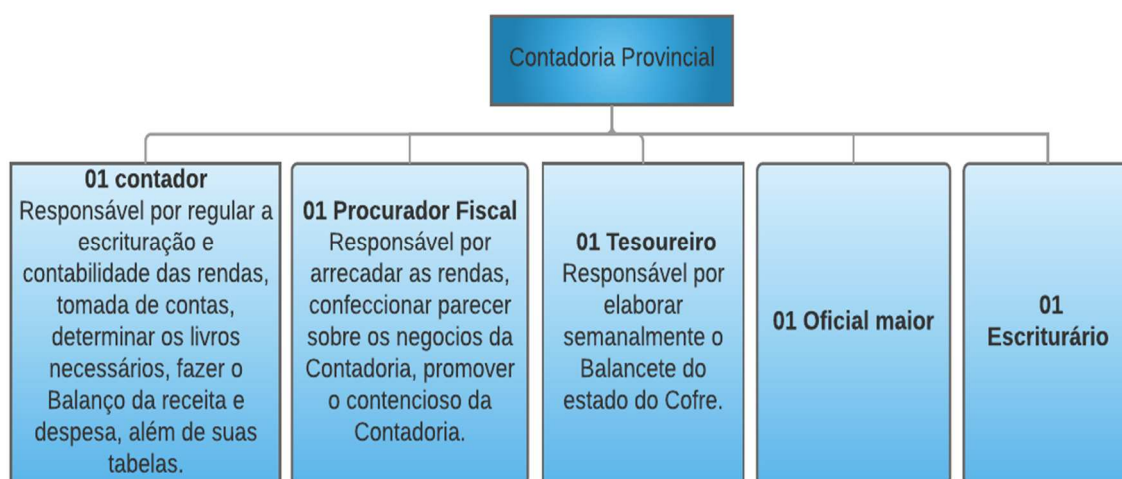 Contadoria Provincial
01 contador
Responsável por regular a
escrituração e
contabilidade das rendas,
tomada de contas,
determinar os livros
necessários, fazer o
Balanço da receita e
despesa, além de suas
tabelas.
01 Procurador Fiscal
Responsável por
arrecadar as rendas,
confeccionar parecer
sobre os negocios da
Contadoria, promover
o contencioso da
Contadoria.
01 Tesoureiro
Responsável por
elaborar
semanalmente o
Balancete do
estado do Cofre.
01 Oficial maior
01
Escriturário